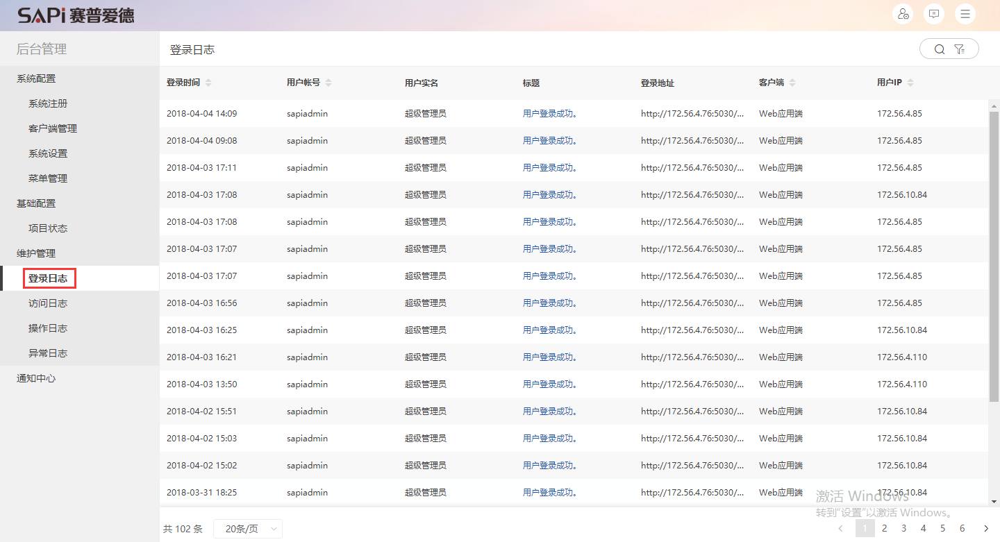 SAPi 赛普爱德
后台管理
系统配置
系统注册
客户端管理
系统设置
菜单管理
基础配置
项目状态
维护管理
登录日志
访问日志
操作日志
异常日志
通知中心
登录日志
登录时间 用户帐号 用户实名 标题 登录地址 客户端 用户IP
2018-04-04 14:09 sapiadmin 超级管理员 用户登录成功。 http://172.56.4.76:5030/... Web应用端 172.56.4.85
2018-04-04 09:08 sapiadmin 超级管理员 用户登录成功。 http://172.56.4.76:5030/... Web应用端 172.56.4.85
2018-04-03 17:11 sapiadmin 超级管理员 用户登录成功。 http://172.56.4.76:5030/... Web应用端 172.56.4.85
2018-04-03 17:08 sapiadmin 超级管理员 用户登录成功。 http://172.56.4.76:5030/... Web应用端 172.56.10.84
2018-04-03 17:08 sapiadmin 超级管理员 用户登录成功。 http://172.56.4.76:5030/... Web应用端 172.56.4.85
2018-04-03 17:07 sapiadmin 超级管理员 用户登录成功。 http://172.56.4.76:5030/... Web应用端 172.56.4.85
2018-04-03 17:07 sapiadmin 超级管理员 用户登录成功。 http://172.56.4.76:5030/... Web应用端 172.56.4.85
2018-04-03 16:56 sapiadmin 超级管理员 用户登录成功。 http://172.56.4.76:5030/... Web应用端 172.56.4.85
2018-04-03 16:25 sapiadmin 超级管理员 用户登录成功。 http://172.56.4.76:5030/... Web应用端 172.56.10.84
2018-04-03 16:21 sapiadmin 超级管理员 用户登录成功。 http://172.56.4.76:5030/... Web应用端 172.56.4.110
2018-04-03 13:50 sapiadmin 超级管理员 用户登录成功。 http://172.56.4.76:5030/... Web应用端 172.56.4.110
2018-04-02 15:51 sapiadmin 超级管理员 用户登录成功。 http://172.56.4.76:5030/... Web应用端 172.56.10.84
2018-04-02 15:03 sapiadmin 超级管理员 用户登录成功。 http://172.56.4.76:5030/... Web应用端 172.56.10.84
2018-04-02 15:02 sapiadmin 超级管理员 用户登录成功。 http://172.56.4.76:5030/... Web应用端 172.56.10.84
2018-03-31 18:25 sapiadmin 超级管理员 用户登录成功。 http://172.56.4.76:5030/... Web应用端 172.56.10.84
激活 Windows
转到"设置"以激活 Windows。
共 102 条 20条/页 1 2 3 4 5 6